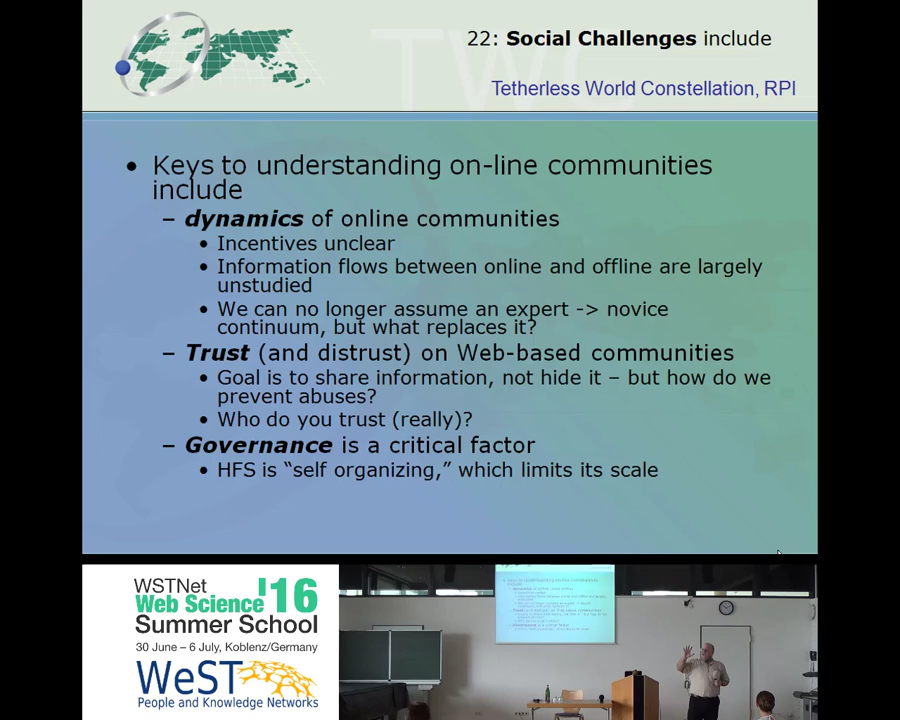 22: Social Challenges include
Tetherless World Constellation, RPI
TWC
• Keys to understanding on-line communities
include
– dynamics of online communities
• Incentives unclear
• Information flows between online and offline are largely
unstudied
• We can no longer assume an expert -> novice
continuum, but what replaces it?
– Trust (and distrust) on Web-based communities
• Goal is to share information, not hide it – but how do we
prevent abuses?
• Who do you trust (really)?
– Governance is a critical factor
• HFS is “self organizing,” which limits its scale
WSTNet
Web Science '16
Summer School
30 June – 6 July, Koblenz/Germany
WeST
People and Knowledge Networks